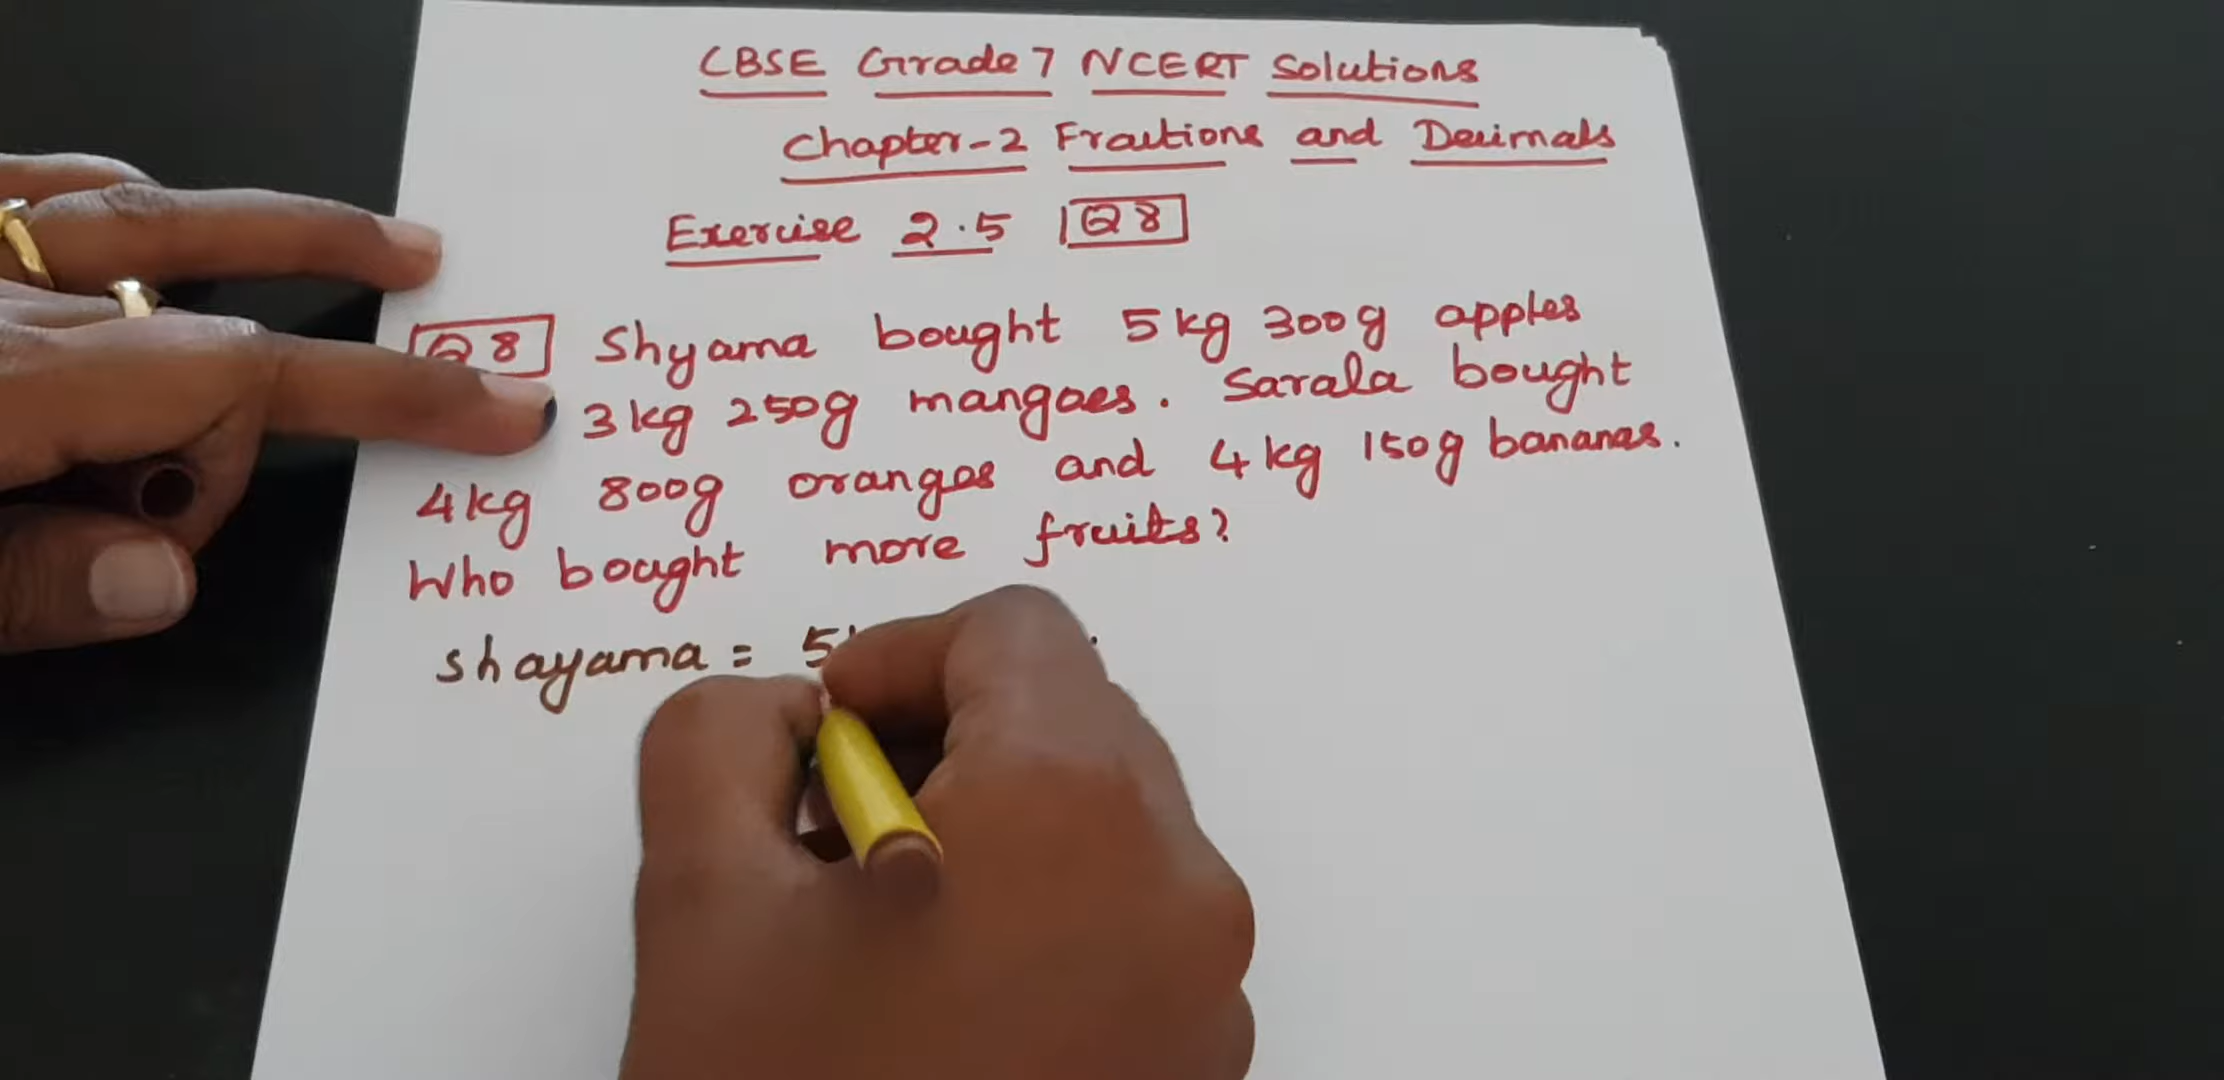 CBSE Grade 7 NCERT Solutions
Chapter-2 Fractions and Decimals
Exercise 2.5 Q8
Q8 Shyama bought 5kg 300g apples
3kg 250g mangoes. Sarala bought
4kg 800g oranges and 4kg 150g bananas.
Who bought more fruits?
shayama = 5